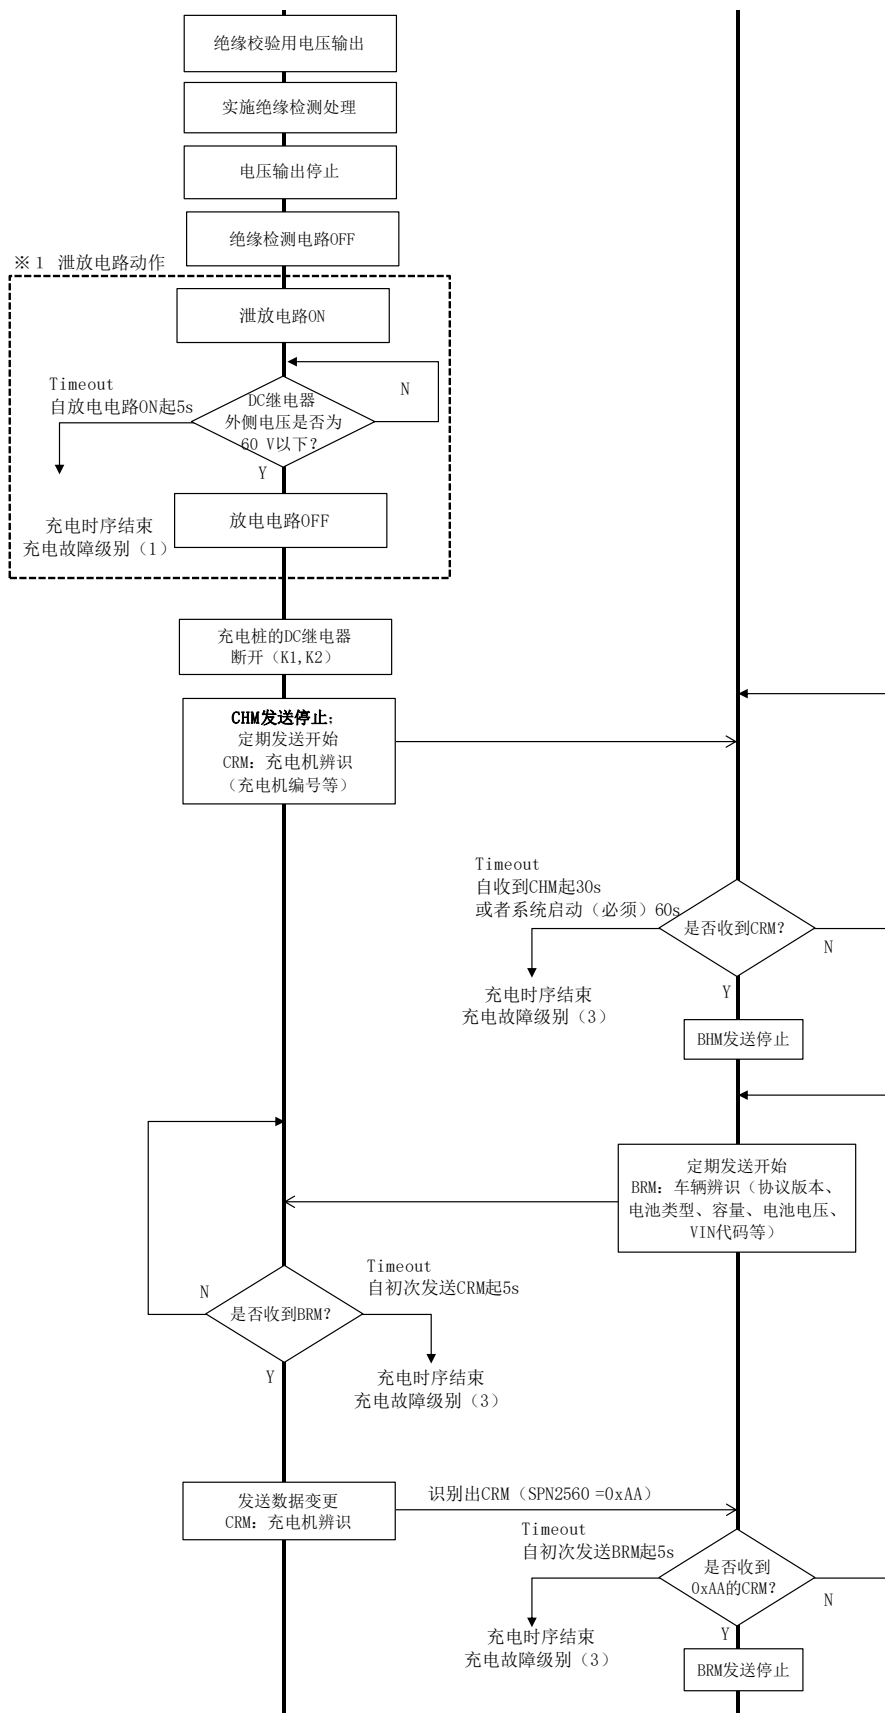 绝缘校验用电压输出
实施绝缘检测处理
电压输出停止
绝缘检测电路OFF
※1 泄放电路动作
泄放电路ON
Timeout
自放电电路ON起5s
DC继电器
外侧电压是否为
60 V以下?
N
Y
放电电路OFF
充电时序结束
充电故障级别（1）
充电桩的DC继电器
断开（K1,K2）
CHM发送停止;
定期发送开始
CRM：充电机辨识
（充电机编号等）
Timeout
自收到CHM起30s
或者系统启动（必须）60s
是否收到CRM？
N
Y
充电时序结束
充电故障级别（3）
BHM发送停止
定期发送开始
BRM：车辆辨识（协议版本、
电池类型、容量、电池电压、
VIN代码等）
Timeout
自初次发送CRM起5s
N
是否收到BRM？
Y
充电时序结束
充电故障级别（3）
发送数据变更
CRM：充电机辨识
识别出CRM（SPN2560 =0xAA）
Timeout
自初次发送BRM起5s
是否收到
0xAA的CRM？
N
Y
充电时序结束
充电故障级别（3）
BRM发送停止